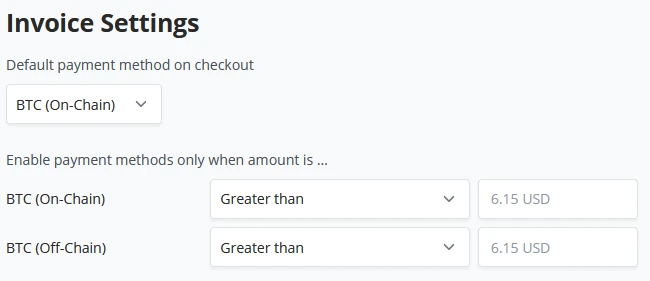 Invoice Settings
Default payment method on checkout
BTC (On-Chain)
Enable payment methods only when amount is ...
BTC (On-Chain) Greater than 6.15 USD
BTC (Off-Chain) Greater than 6.15 USD